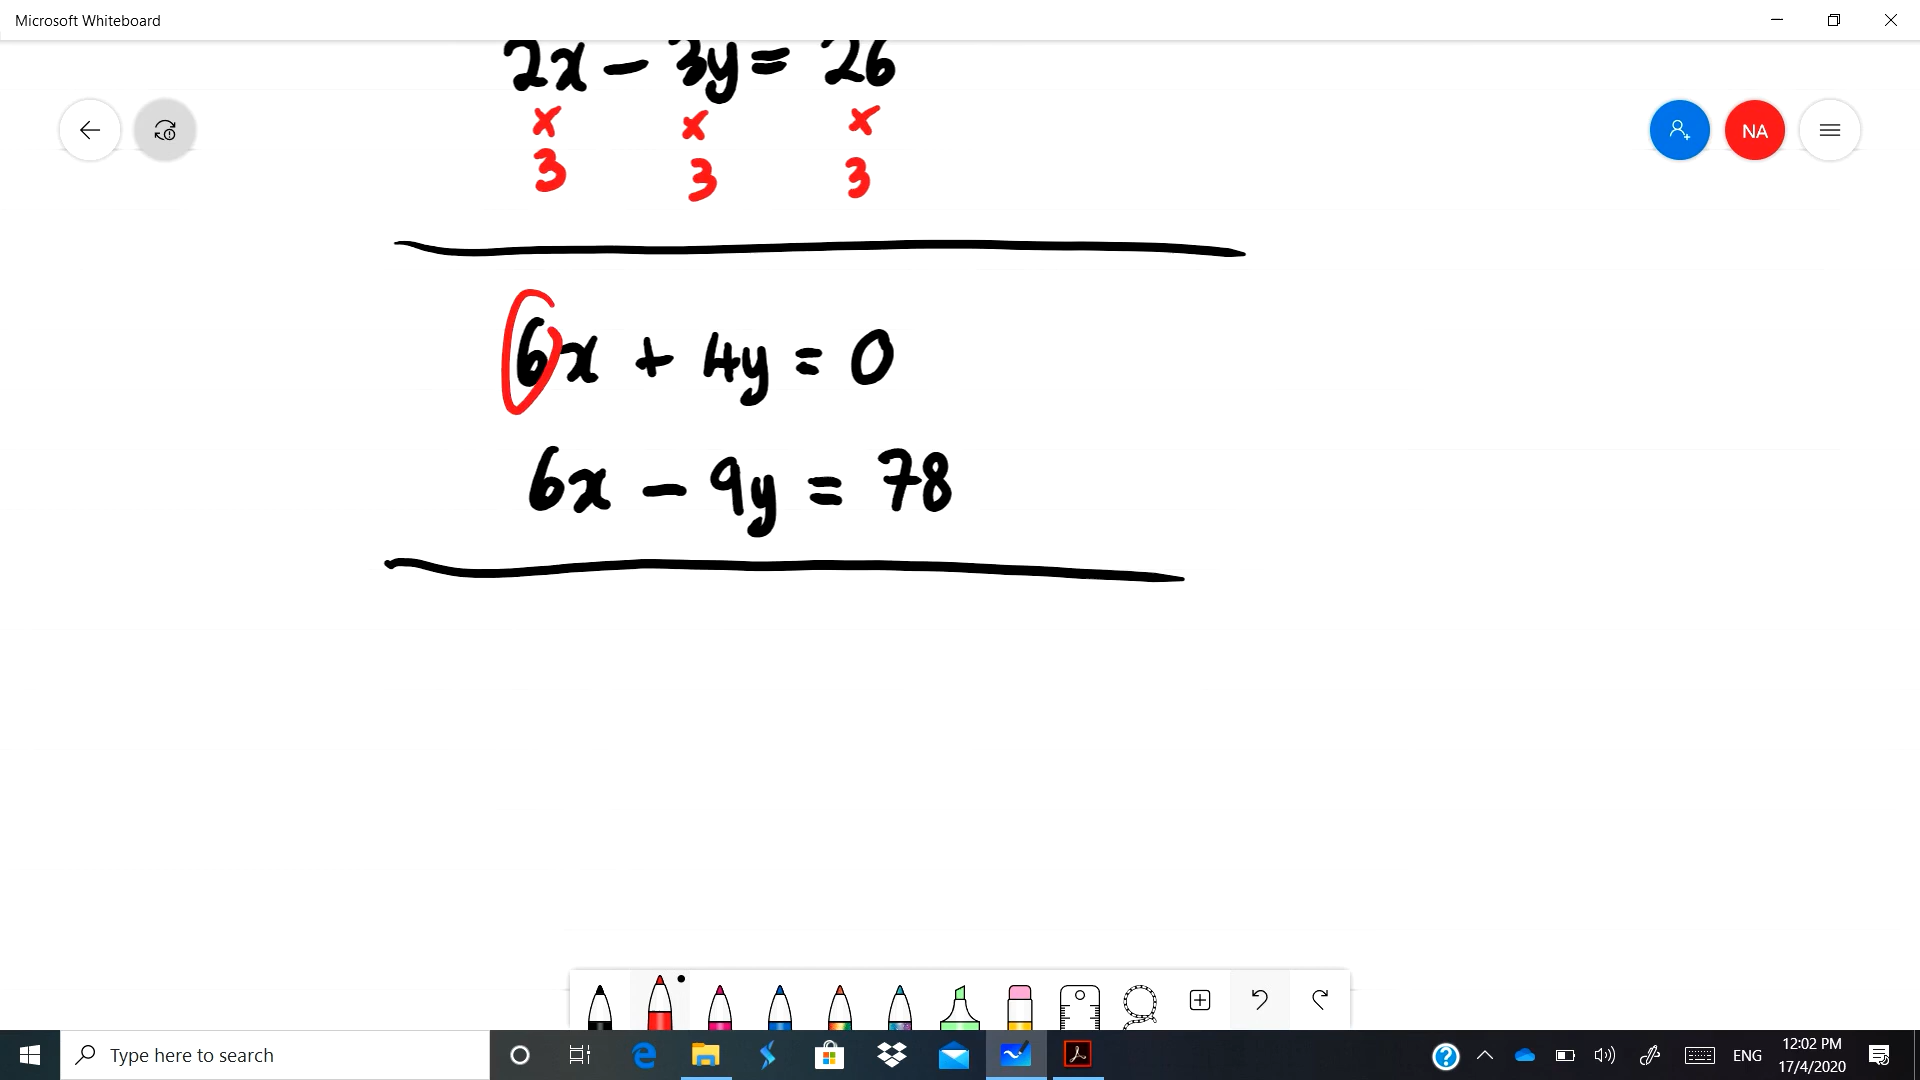 Microsoft Whiteboard
2x - 3y = 26
x x x
3 3 3
NA
6x + 4y = 0
6x - 9y = 78
Type here to search
ENG
12:02 PM
17/4/2020